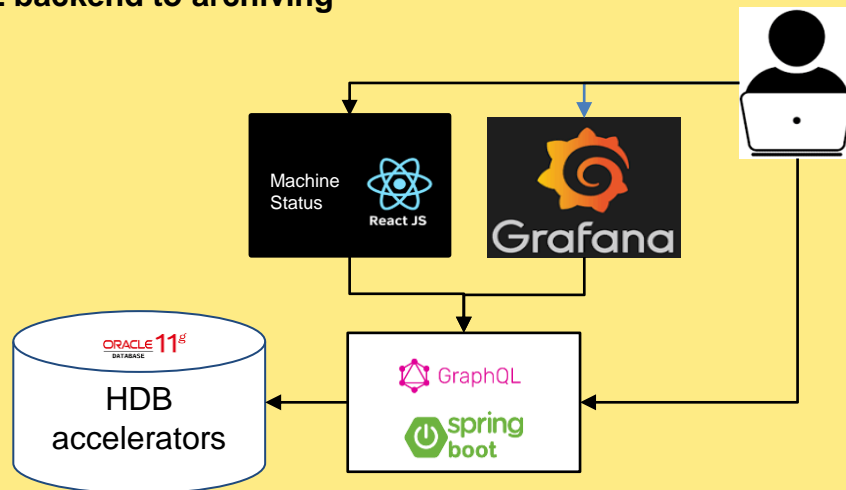 backend to archiving
Machine
Status
React JS
Grafana
ORACLE 11g
DATABASE
HDB
accelerators
GraphQL
spring
boot